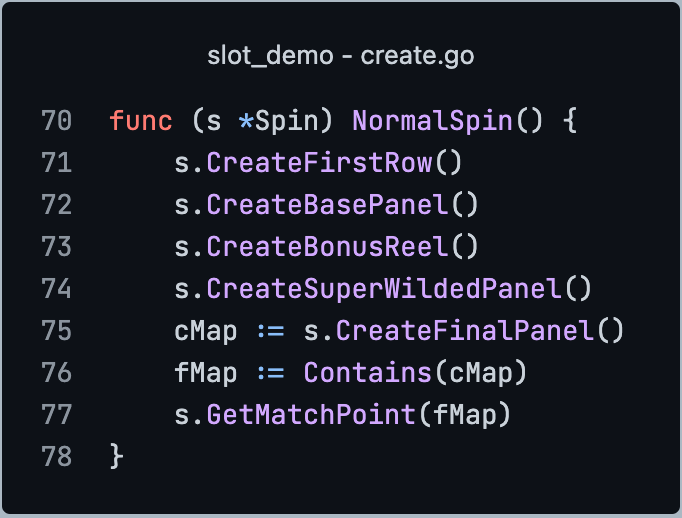 slot_demo - create.go
70 func (s *Spin) NormalSpin() {
71 s.CreateFirstRow()
72 s.CreateBasePanel()
73 s.CreateBonusReel()
74 s.CreateSuperWildedPanel()
75 cMap := s.CreateFinalPanel()
76 fMap := Contains(cMap)
77 s.GetMatchPoint(fMap)
78 }